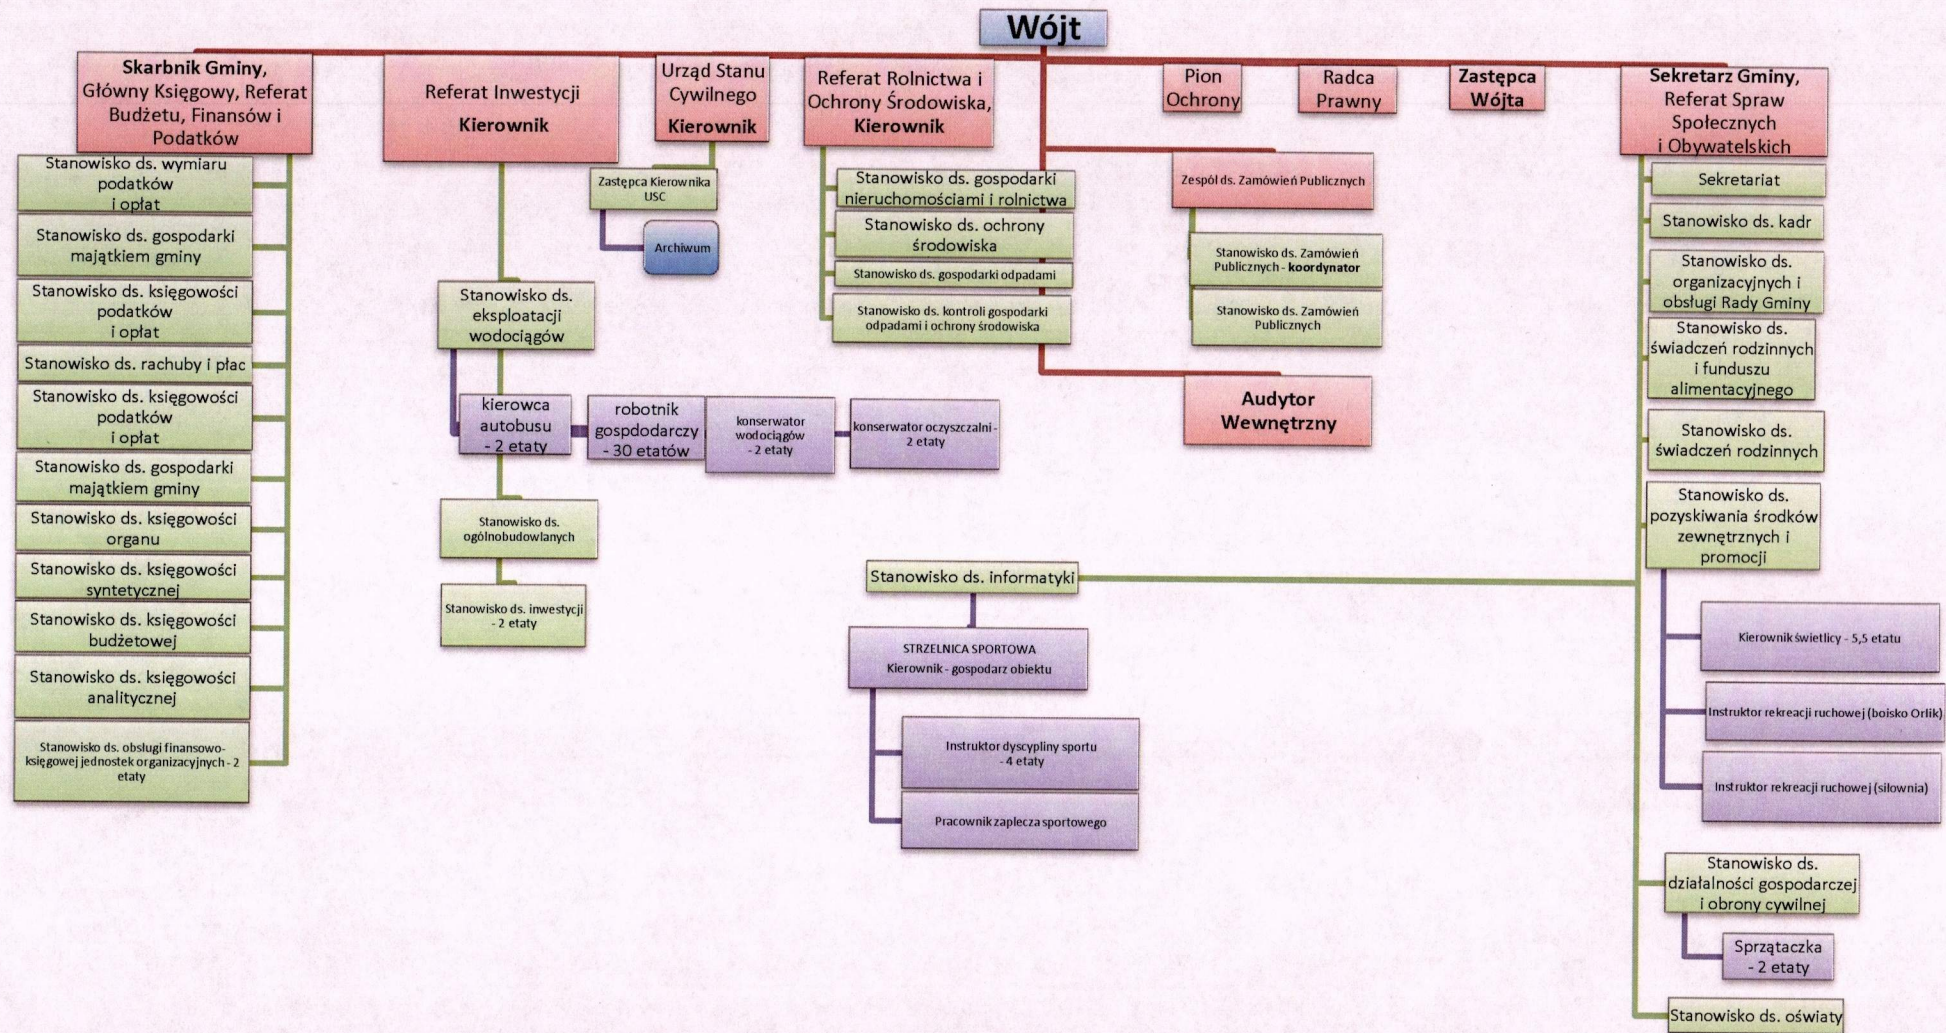 Wójt
Skarbnik Gminy,
Główny Księgowy, Referat
Budżetu, Finansów i
Podatków
Stanowisko ds. wymiaru
podatków
i opłat
Stanowisko ds. gospodarki
majątkiem gminy
Stanowisko ds. księgowości
podatków
i opłat
Stanowisko ds. rachuby i płac
Stanowisko ds. księgowości
podatków
i opłat
Stanowisko ds. gospodarki
majątkiem gminy
Stanowisko ds. księgowości
organu
Stanowisko ds. księgowości
syntetycznej
Stanowisko ds. księgowości
budżetowej
Stanowisko ds. księgowości
analitycznej
Stanowisko ds. obsługi finansowo-
księgowej jednostek organizacyjnych - 2
etaty
Referat Inwestycji
Kierownik
Stanowisko ds.
eksploatacji
wodociągów
kierowca
autobusu
- 2 etaty
robotnik
gospdodarczy
- 30 etatów
konserwator
wodociągów
- 2 etaty
konserwator oczyszczalni -
2 etaty
Stanowisko ds.
ogólnobudowlanych
Stanowisko ds. inwestycji
- 2 etaty
Urząd Stanu
Cywilnego
Kierownik
Zastępca Kierownika
USC
Archiwum
Referat Rolnictwa i
Ochrony Środowiska,
Kierownik
Stanowisko ds. gospodarki
nieruchomościami i rolnictwa
Stanowisko ds. ochrony
środowiska
Stanowisko ds. gospodarki odpadami
Stanowisko ds. kontroli gospodarki
odpadami i ochrony środowiska
Pion
Ochrony
Radca
Prawny
Zastępca
Wójta
Zespół ds. Zamówień Publicznych
Stanowisko ds. Zamówień
Publicznych - koordynator
Stanowisko ds. Zamówień
Publicznych
Audytor
Wewnętrzny
Sekretarz Gminy,
Referat Spraw
Społecznych
i Obywatelskich
Sekretariat
Stanowisko ds. kadr
Stanowisko ds.
organizacyjnych i
obsługi Rady Gminy
Stanowisko ds.
świadczeń rodzinnych
i funduszu
alimentacyjnego
Stanowisko ds.
świadczeń rodzinnych
Stanowisko ds.
pozyskiwania środków
zewnętrznych i
promocji
Kierownik świetlicy - 5,5 etatu
Instruktor rekreacji ruchowej (boisko Orlik)
Instruktor rekreacji ruchowej (siłownia)
Stanowisko ds. informatyki
STRZELNICA SPORTOWA
Kierownik - gospodarz obiektu
Instruktor dyscypliny sportu
- 4 etaty
Pracownik zaplecza sportowego
Stanowisko ds.
działalności gospodarczej
i obrony cywilnej
Sprzątaczka
- 2 etaty
Stanowisko ds. oświaty